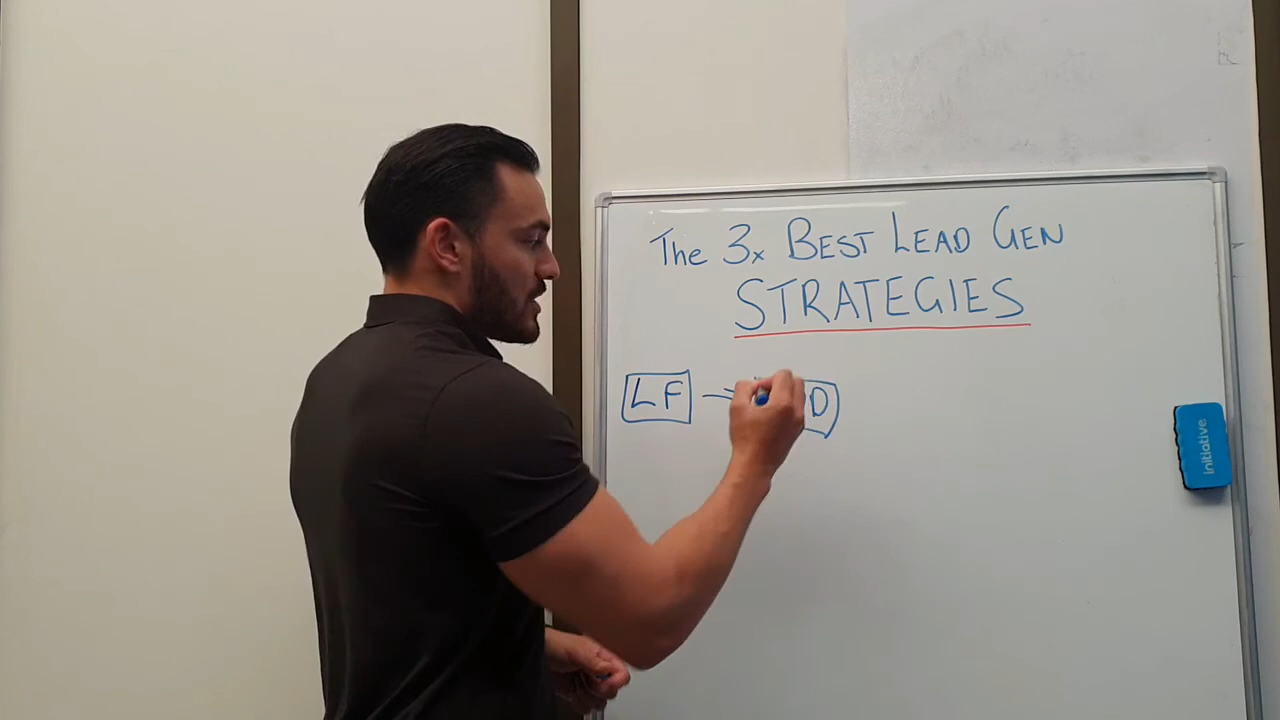 The 3x BEST LEAD GEN
STRATEGIES
LF → D
initiative